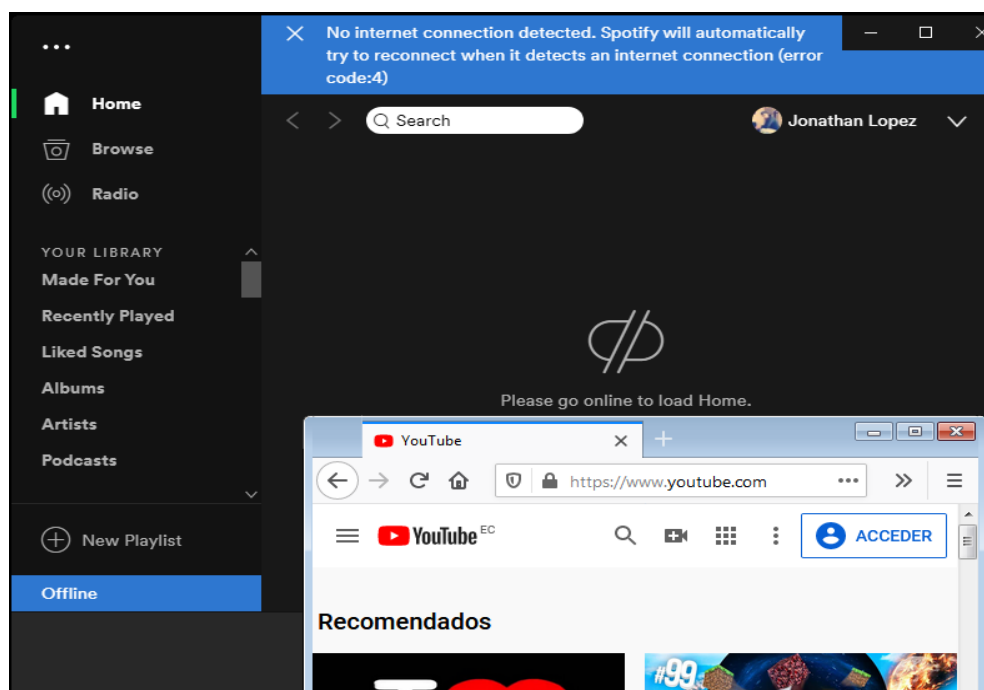 No internet connection detected. Spotify will automatically
try to reconnect when it detects an internet connection (error
code:4)
Home
Search
Jonathan Lopez
Browse
Radio
YOUR LIBRARY
Made For You
Recently Played
Liked Songs
Albums
Artists
Podcasts
New Playlist
Offline
Please go online to load Home.
YouTube
https://www.youtube.com
YouTube EC
ACCEDER
Recomendados
#99